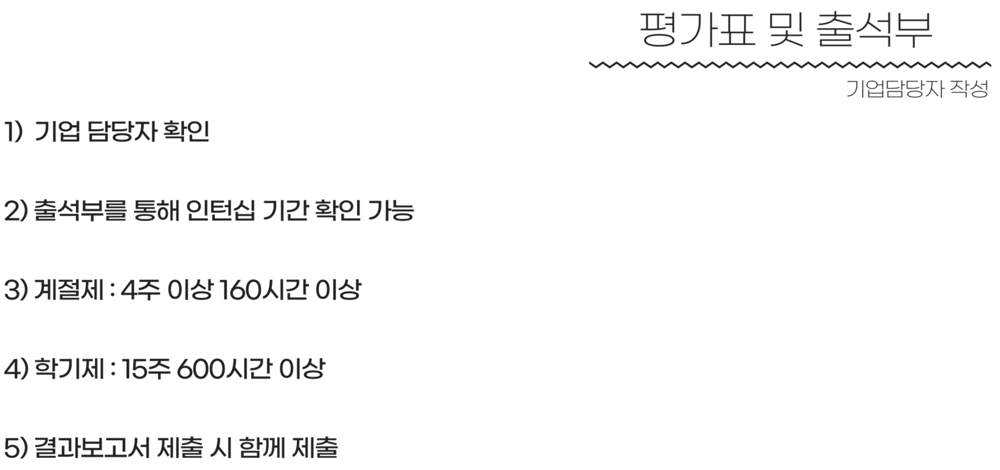 평가표 및 출석부
기업담당자 작성
1) 기업 담당자 확인
2) 출석부를 통해 인턴십 기간 확인 가능
3) 계절제 : 4주 이상 160시간 이상
4) 학기제 : 15주 600시간 이상
5) 결과보고서 제출 시 함께 제출